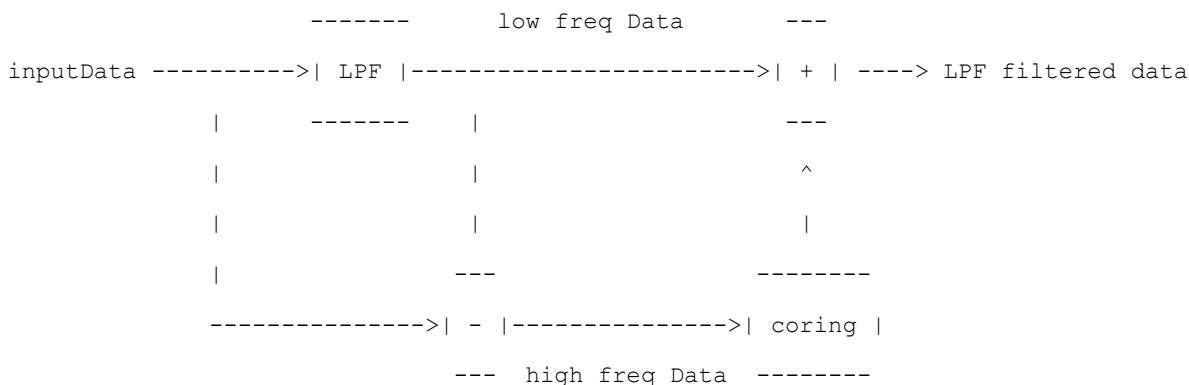 ------- low freq Data ---
inputData ---------->| LPF |------------------------>| + | ----> LPF filtered data
| ------- | ---
| | ^
| | |
| --- --------
--------------->| - |--------------->| coring |
--- high freq Data --------